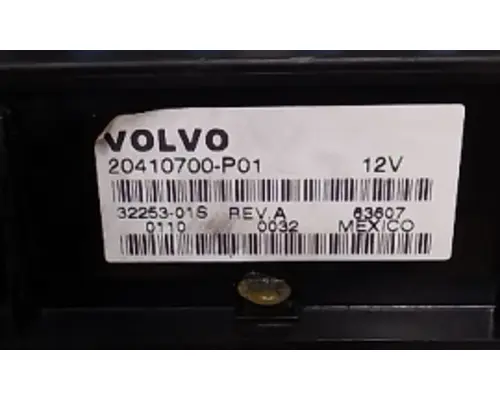 VOLVO
20410700-P01 12V
32253-01S REV.A 63607
0110 0032 MEXICO